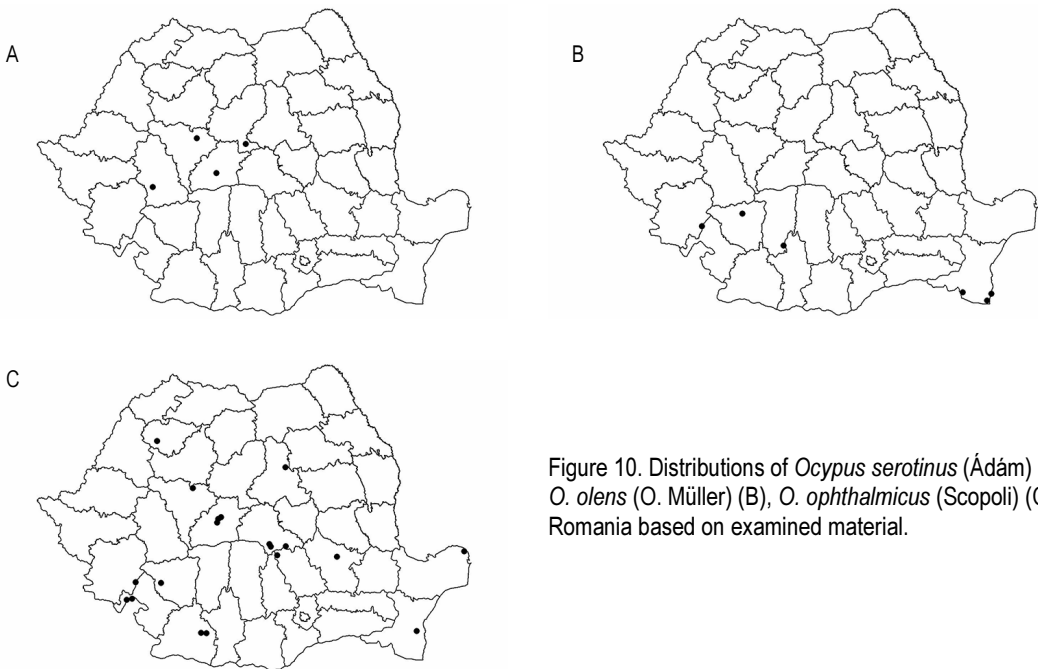 A
B
C
Figure 10. Distributions of Ocypus serotinus (Ádám)
O. olens (O. Müller) (B), O. ophthalmicus (Scopoli) (C
Romania based on examined material.